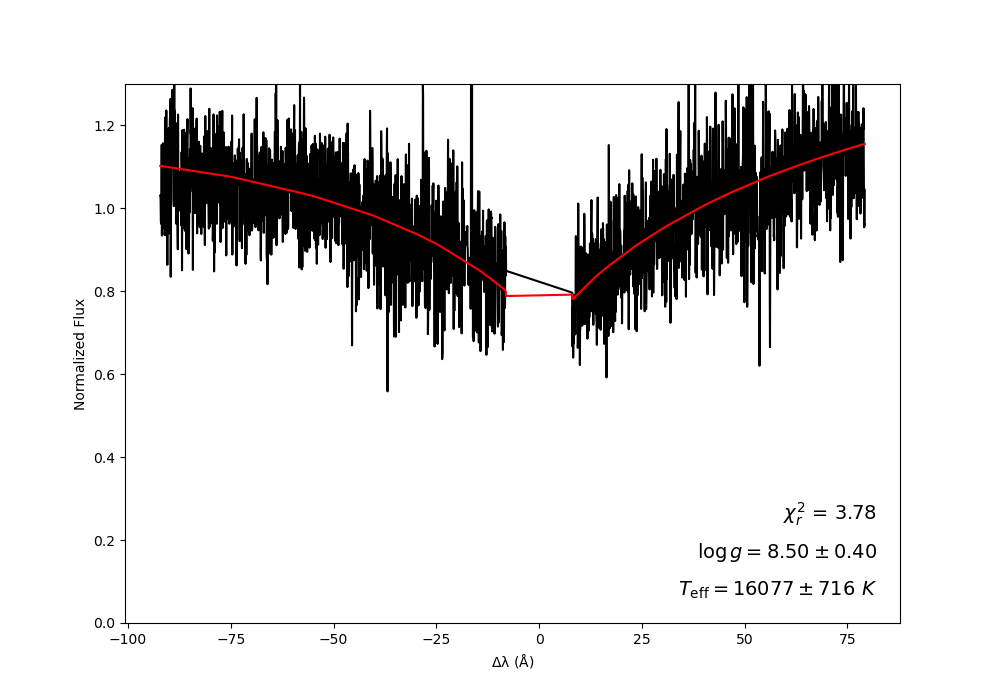 1.2
1.0
0.8
0.6
0.4
0.2
0.0
Normalized Flux
χ²ᵣ = 3.78
log g = 8.50 ± 0.40
T_eff = 16077 ± 716 K
−100 −75 −50 −25 0 25 50 75
Δλ (Å)